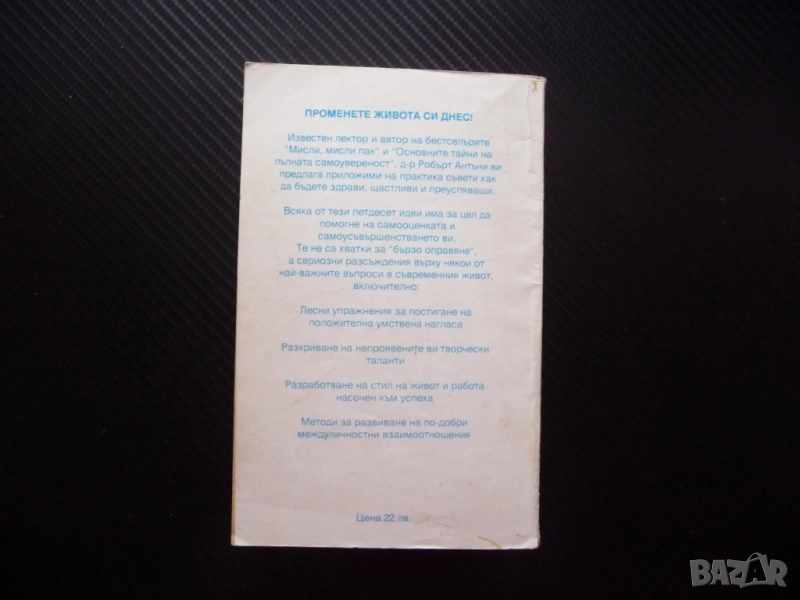 ПРОМЕНЕТЕ ЖИВОТА СИ ДНЕС!
Известен лектор и автор на бестселърите
"Мисли, мисли пак" и "Основните тайни на
пълната самоувереност", д-р Робърт Антъни ви
предлага приложими на практика съвети как
да бъдете здрави, щастливи и преуспяващи.
Всяка от тези петдесет идеи има за цел да
помогне на самооценката и
самоусъвършенстването ви.
Те не са хватки за "бързо оправяне",
а сериозни разсъждения върху някои от
най-важните въпроси в съвременния живот,
включително:
Лесни упражнения за постигане на
положителна умствена нагласа
Разкриване на непроявените ви творчески
таланти
Разработване на стил на живот и работа
насочен към успеха
Методи за развиване на по-добри
междуличностни взаимоотношения
Цена 22 лв.
BAZAR